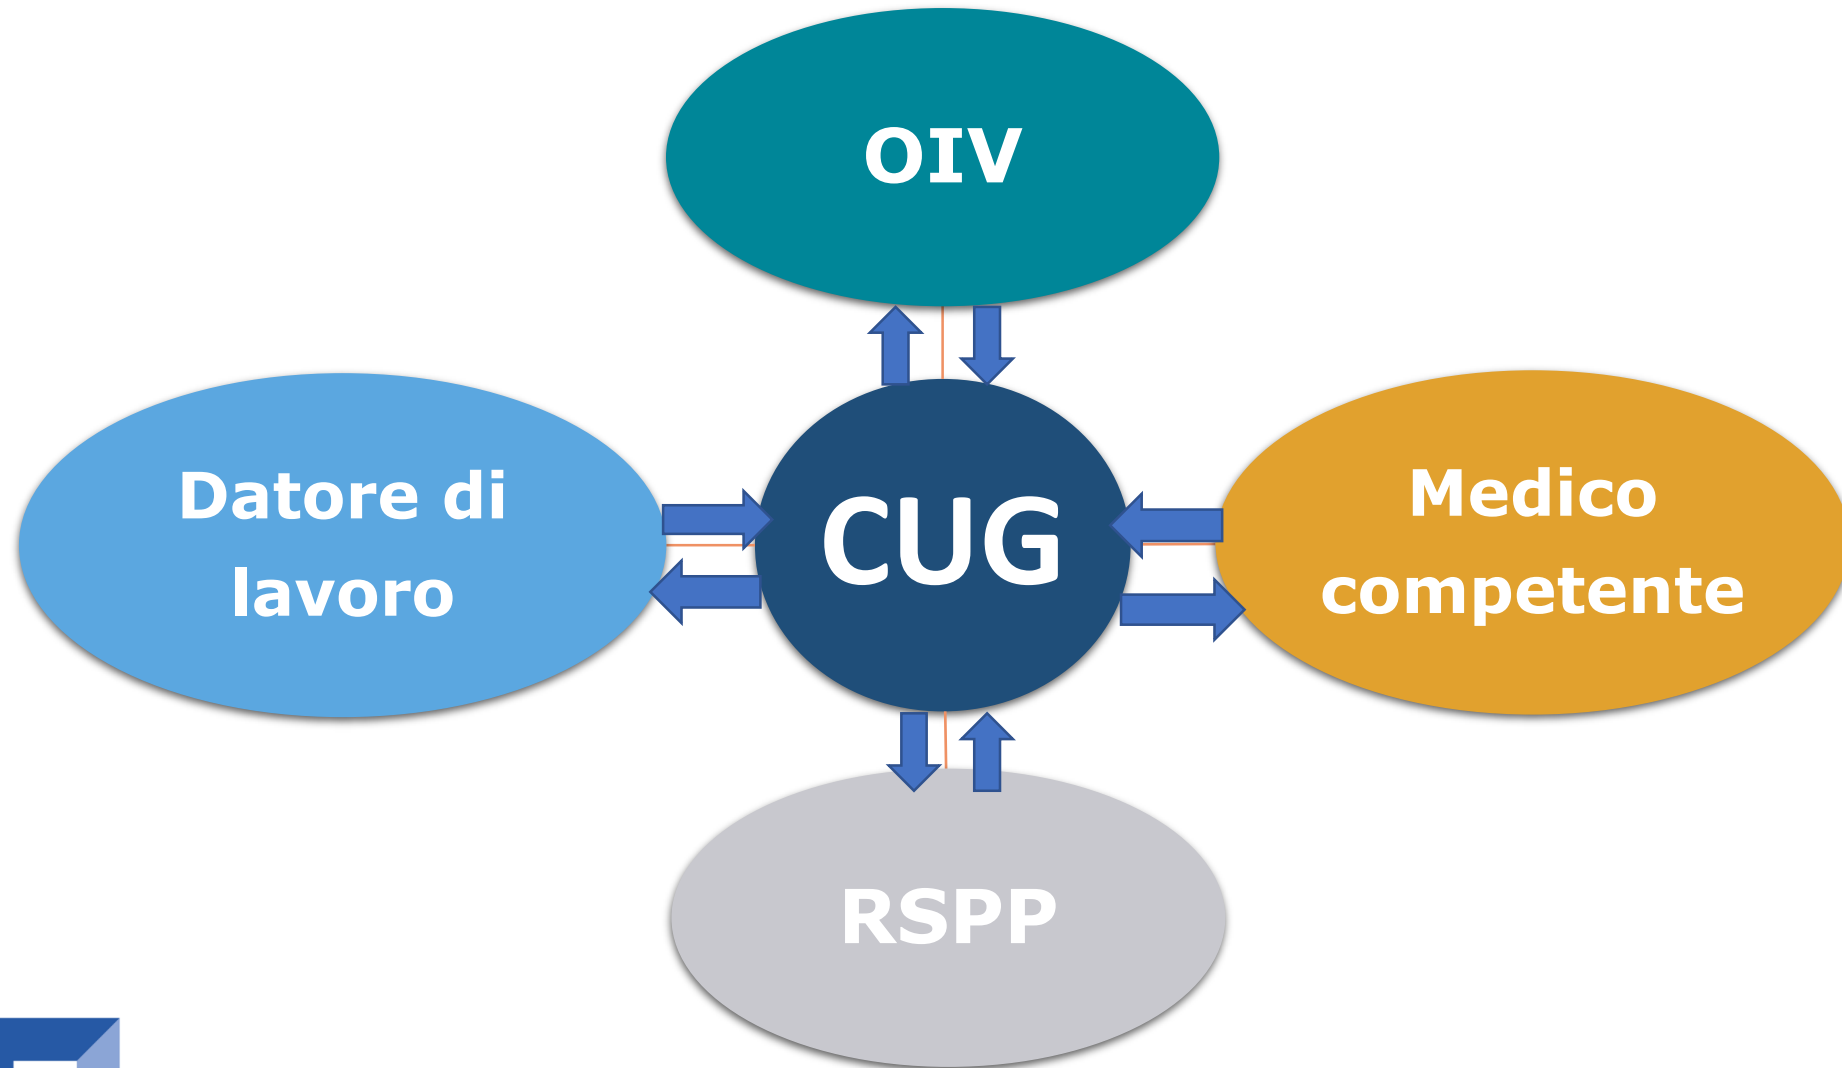 OIV
Datore di
lavoro
CUG
Medico
competente
RSPP